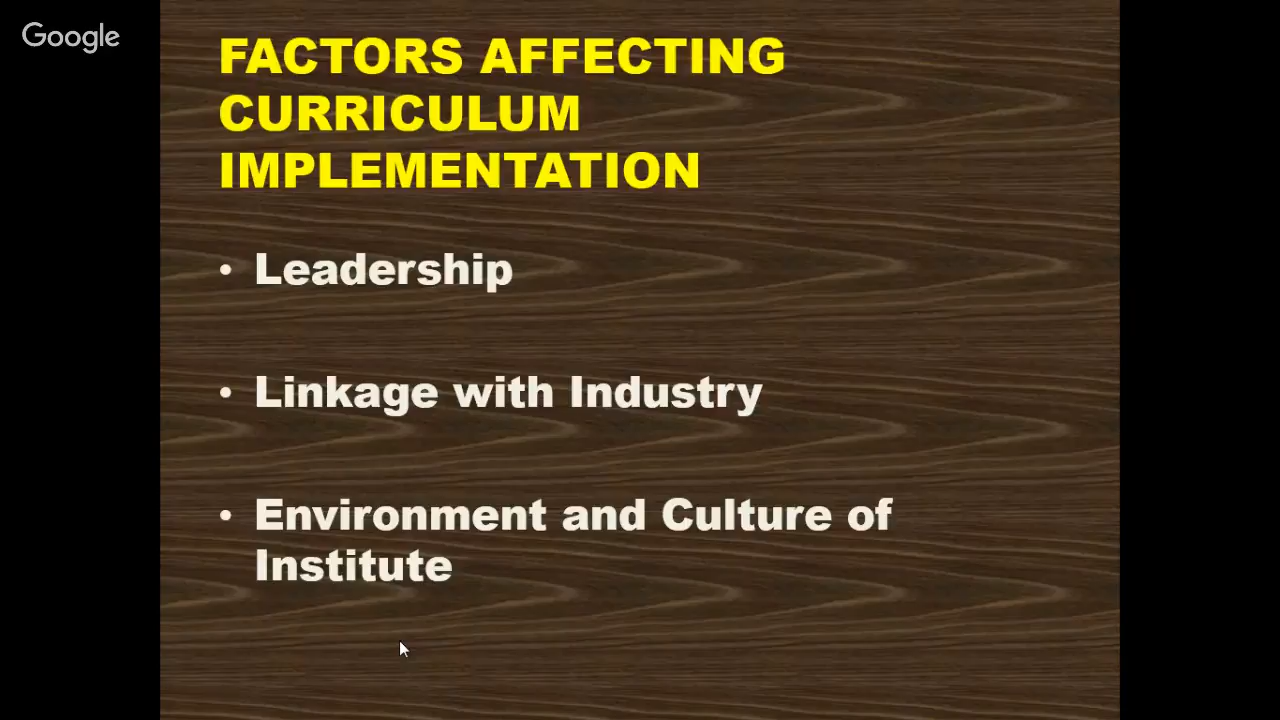 Google
FACTORS AFFECTING
CURRICULUM
IMPLEMENTATION
• Leadership
• Linkage with Industry
• Environment and Culture of
Institute